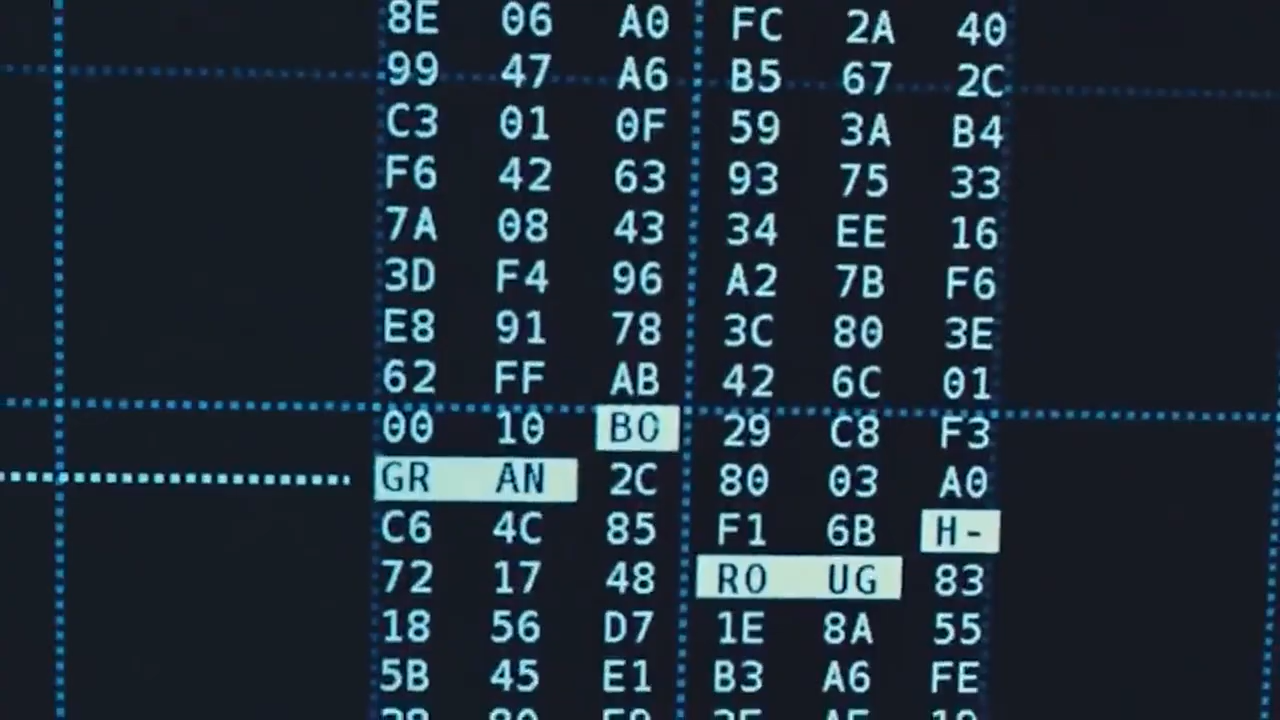 8E 06 A0 FC 2A 40
99 47 A6 B5 67 2C
C3 01 0F 59 3A B4
F6 42 63 93 75 33
7A 08 43 34 EE 16
3D F4 96 A2 7B F6
E8 91 78 3C 80 3E
62 FF AB 42 6C 01
00 10 BO 29 C8 F3
GR AN 2C 80 03 A0
C6 4C 85 F1 6B H-
72 17 48 RO UG 83
18 56 D7 1E 8A 55
5B 45 E1 B3 A6 FE